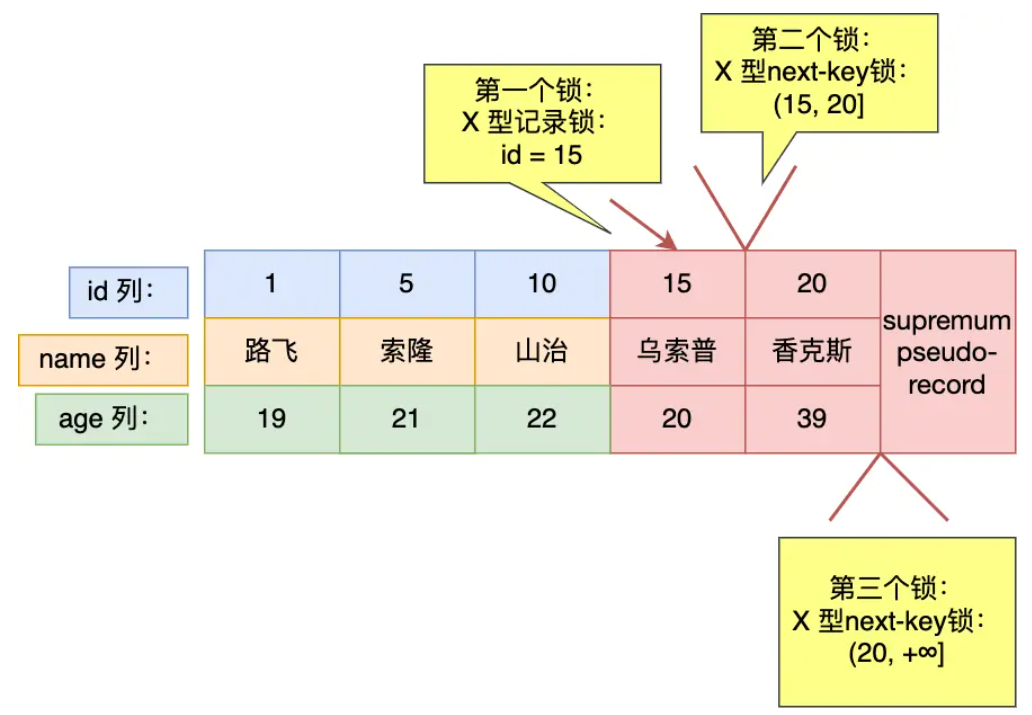 第二个锁：
X 型next-key锁：
(15, 20]
第一个锁：
X 型记录锁：
id = 15
id 列： 1 5 10 15 20
name 列： 路飞 索隆 山治 乌索普 香克斯
supremum
pseudo-
record
age 列： 19 21 22 20 39
第三个锁：
X 型next-key锁：
(20, +∞]